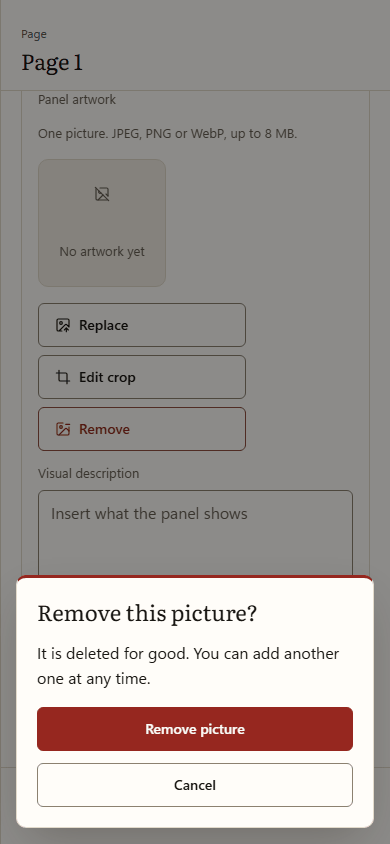 Page
Page 1
Panel artwork
One picture. JPEG, PNG or WebP, up to 8 MB.
No artwork yet
Replace
Edit crop
Remove
Visual description
Insert what the panel shows
Remove this picture?
It is deleted for good. You can add another
one at any time.
Remove picture
Cancel